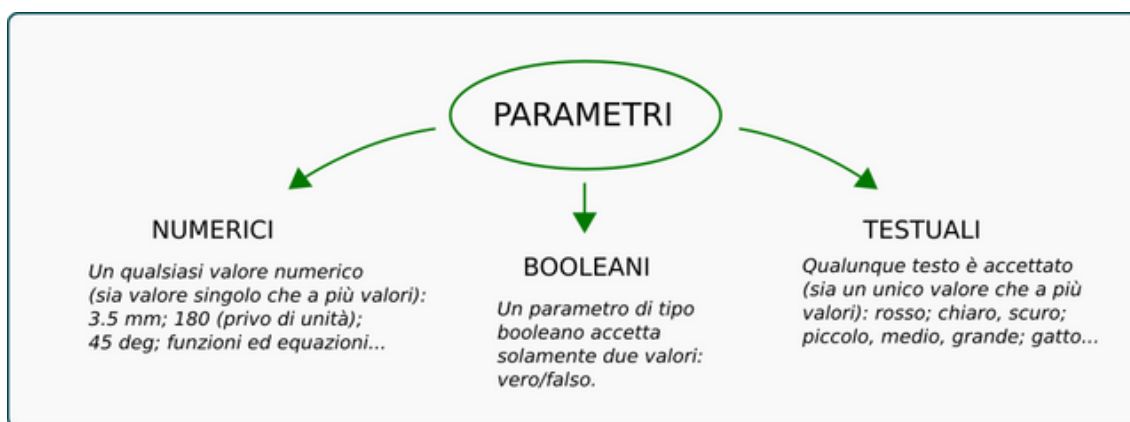 PARAMETRI
NUMERICI
Un qualsiasi valore numerico
(sia valore singolo che a più valori):
3.5 mm; 180 (privo di unità);
45 deg; funzioni ed equazioni...
BOOLEANI
Un parametro di tipo
booleano accetta
solamente due valori:
vero/falso.
TESTUALI
Qualunque testo è accettato
(sia un unico valore che a più
valori): rosso; chiaro, scuro;
piccolo, medio, grande; gatto...